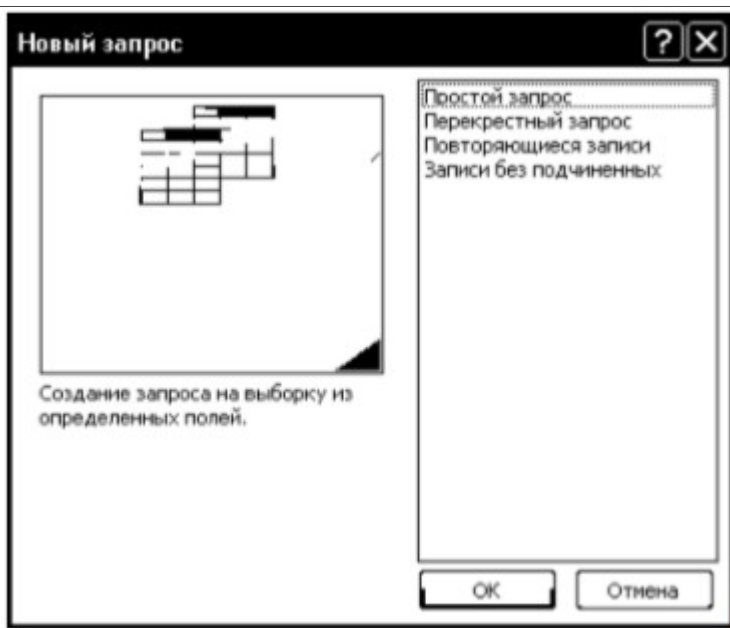 Новый запрос
Простой запрос
Перекрестный запрос
Повторяющиеся записи
Записи без подчиненных
Создание запроса на выборку из
определенных полей.
ОК
Отмена